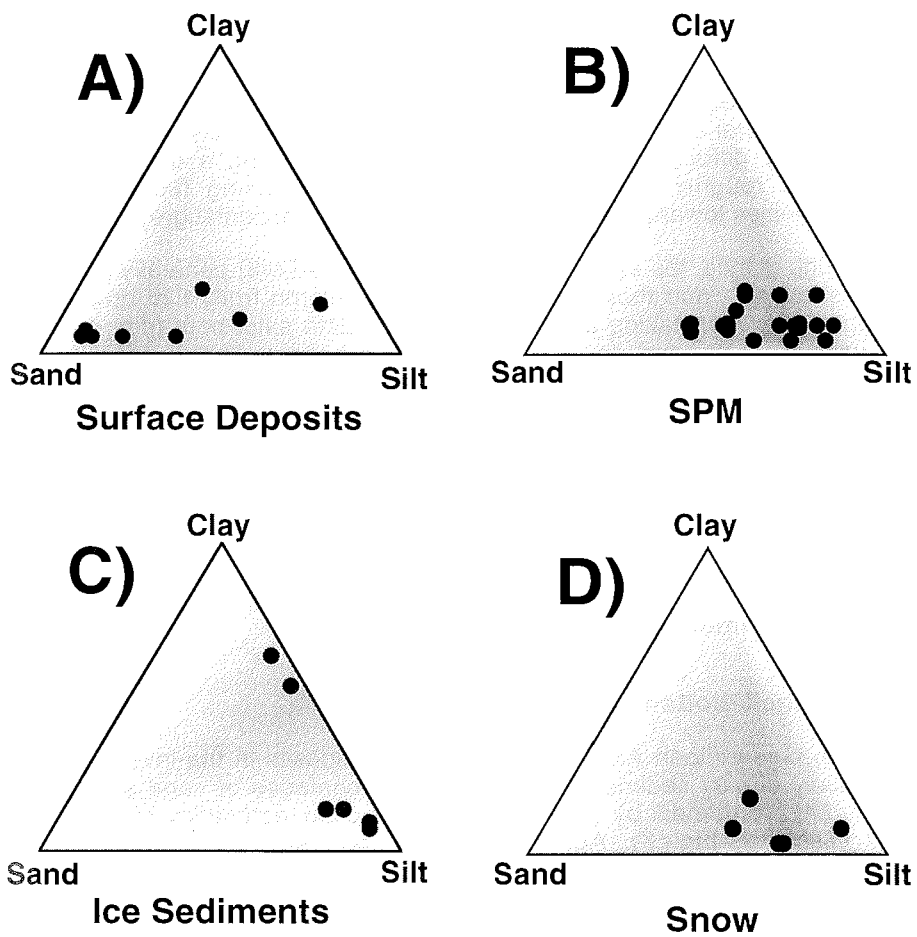 Clay
A)
Sand
Silt
Surface Deposits
Clay
B)
Sand
Silt
SPM
Clay
C)
Sand
Silt
Ice Sediments
Clay
D)
Sand
Silt
Snow